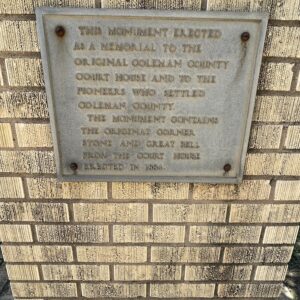 THIS MONUMENT ERECTED
AS A MEMORIAL TO THE
ORIGINAL COLEMAN COUNTY
COURT HOUSE AND TO THE
PIONEERS WHO SETTLED
COLEMAN COUNTY.
THE MONUMENT CONTAINS
THE ORIGINAL CORNER
STONE AND GREAT BELL
FROM THE COURT HOUSE
ERECTED IN